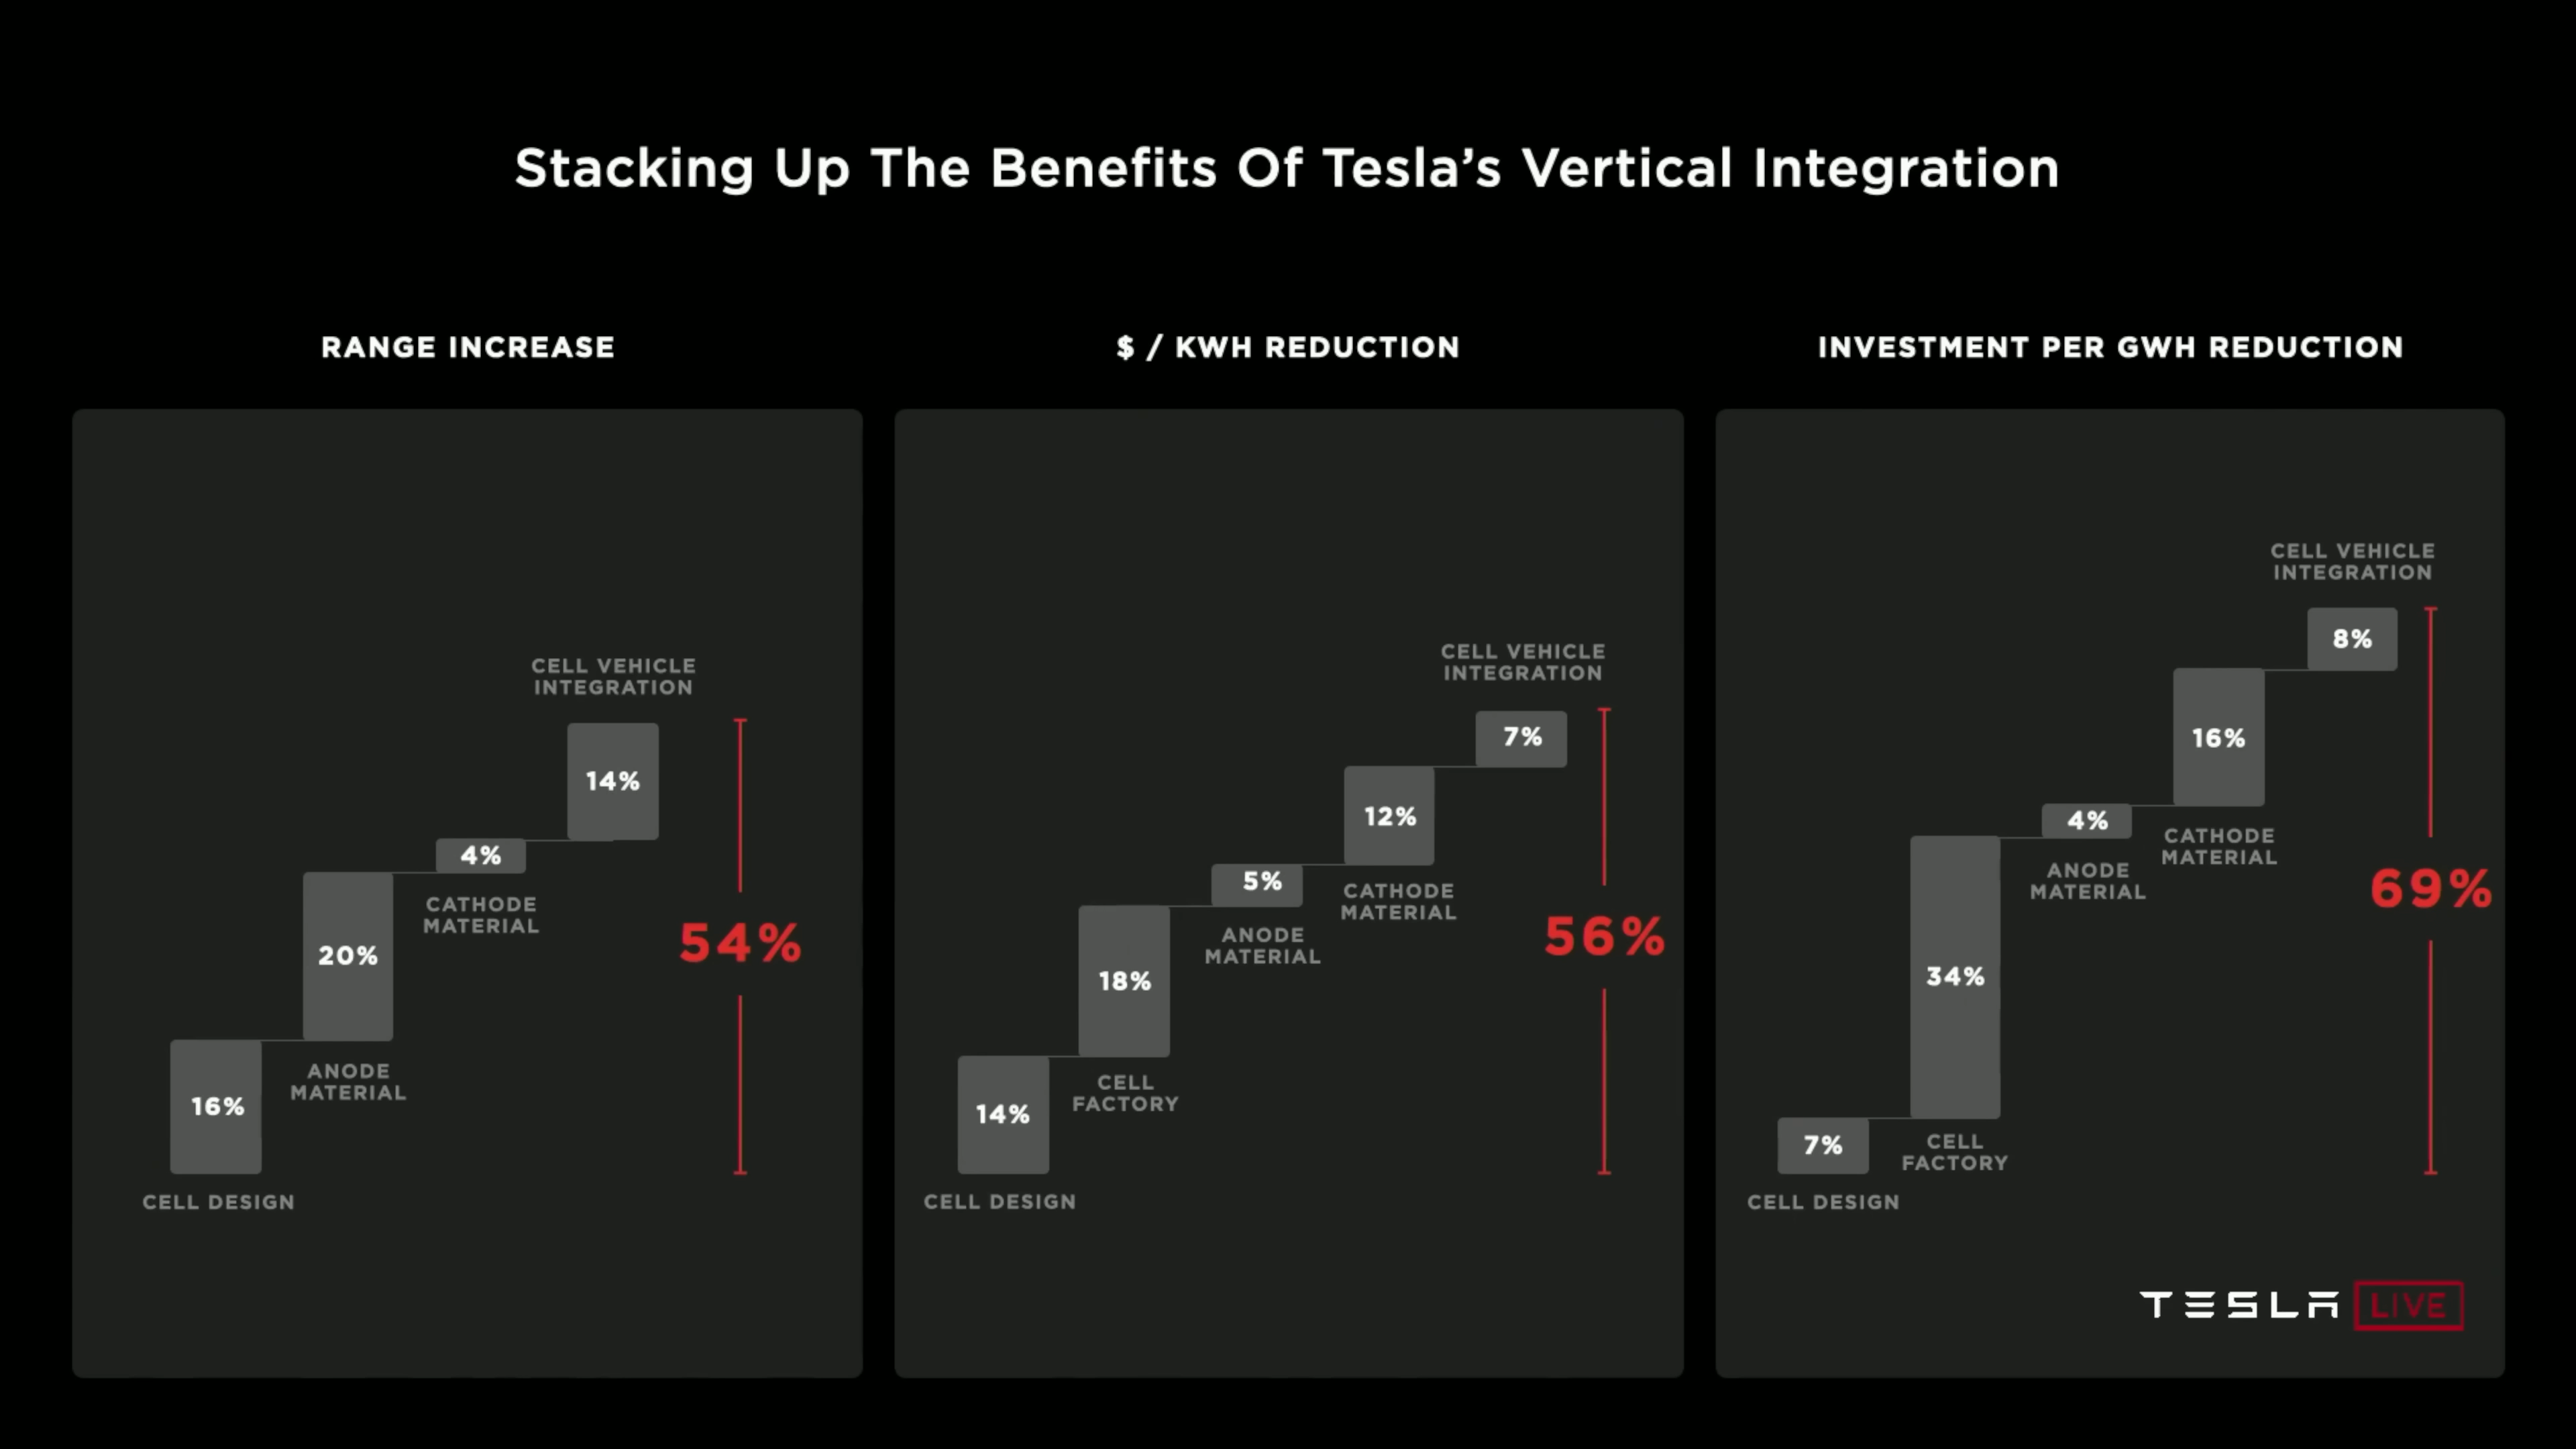 Stacking Up The Benefits Of Tesla’s Vertical Integration
RANGE INCREASE
CELL VEHICLE
INTEGRATION
14%
4%
CATHODE
MATERIAL
20%
ANODE
MATERIAL
16%
CELL DESIGN
54%
$ / KWH REDUCTION
CELL VEHICLE
INTEGRATION
7%
12%
CATHODE
MATERIAL
5%
ANODE
MATERIAL
18%
CELL
FACTORY
14%
CELL DESIGN
56%
INVESTMENT PER GWH REDUCTION
CELL VEHICLE
INTEGRATION
8%
16%
CATHODE
MATERIAL
4%
ANODE
MATERIAL
34%
CELL
FACTORY
7%
CELL DESIGN
69%
TESLA LIVE